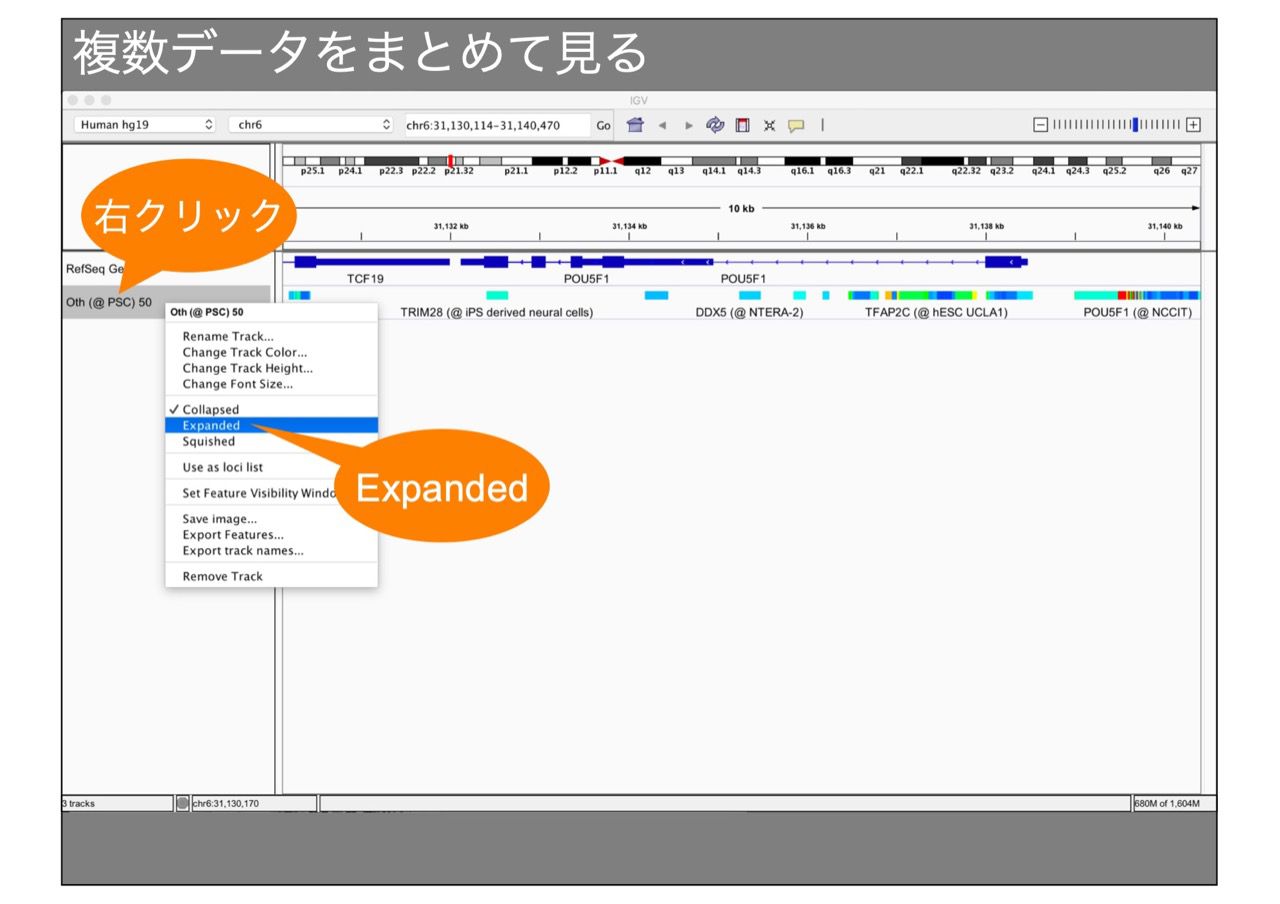 複数データをまとめて見る
IGV
Human hg19
chr6
chr6:31,130,114-31,140,470
Go
p25.1 p24.1 p22.3 p22.2 p21.32 p21.1 p12.2 p11.1 q12 q13 q14.1 q14.3 q16.1 q16.3 q21 q22.1 q22.32 q23.2 q24.1 q24.3 q25.2 q26 q27
右クリック
10 kb
31,132 kb 31,134 kb 31,136 kb 31,138 kb 31,140 kb
RefSeq Ge
TCF19 POU5F1 POU5F1
Oth (@ PSC) 50
TRIM28 (@ iPS derived neural cells) DDX5 (@ NTERA-2) TFAP2C (@ hESC UCLA1) POU5F1 (@ NCCIT)
Oth (@ PSC) 50
Rename Track...
Change Track Color...
Change Track Height...
Change Font Size...
✓ Collapsed
Expanded
Squished
Use as loci list
Set Feature Visibility Windo
Expanded
Save image...
Export Features...
Export track names...
Remove Track
3 tracks
chr6:31,130,170
680M of 1,604M